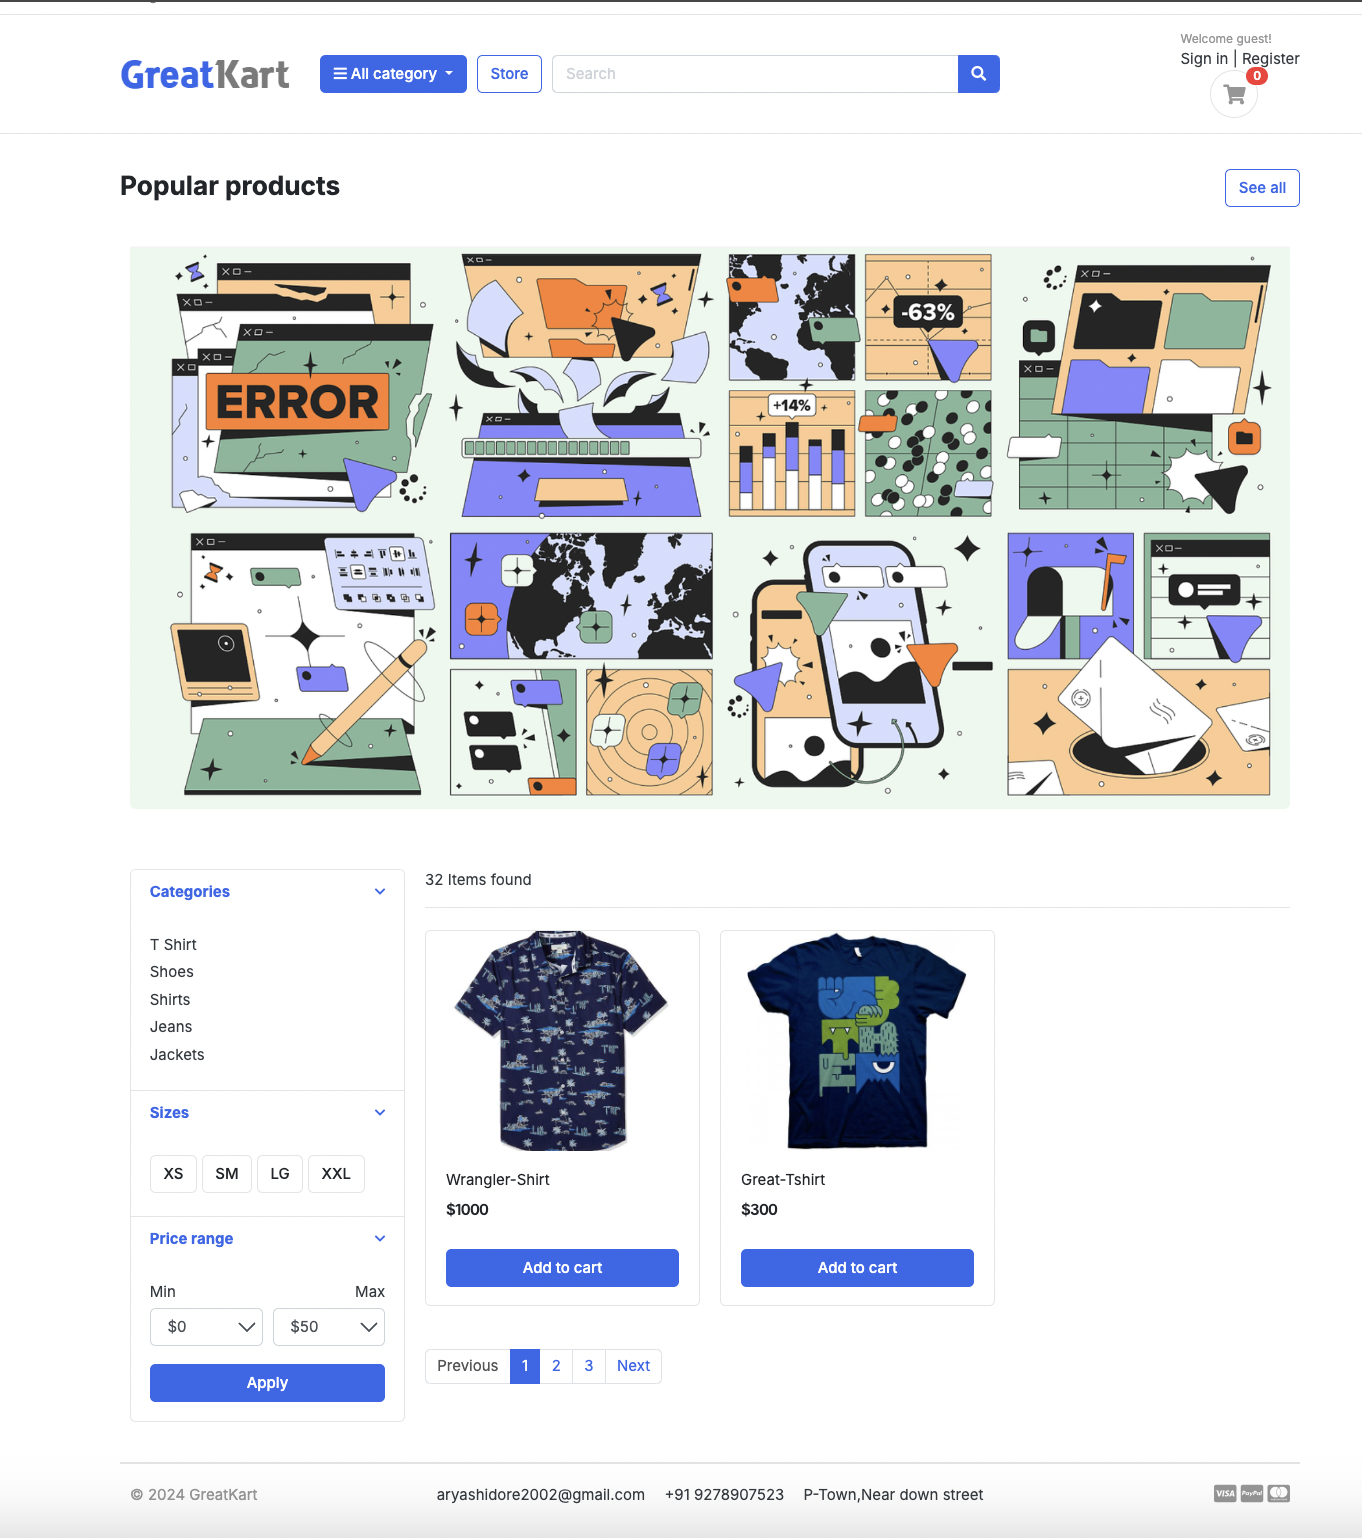 GreatKart
All category
Store
Search
Welcome guest!
Sign in | Register
0
Popular products
See all
ERROR
-63%
+14%
Categories
T Shirt
Shoes
Shirts
Jeans
Jackets
Sizes
XS SM LG XXL
Price range
Min Max
$0 $50
Apply
32 Items found
Wrangler-Shirt
$1000
Add to cart
Great-Tshirt
$300
Add to cart
Previous 1 2 3 Next
© 2024 GreatKart
aryashidore2002@gmail.com +91 9278907523 P-Town,Near down street
VISA PayPal